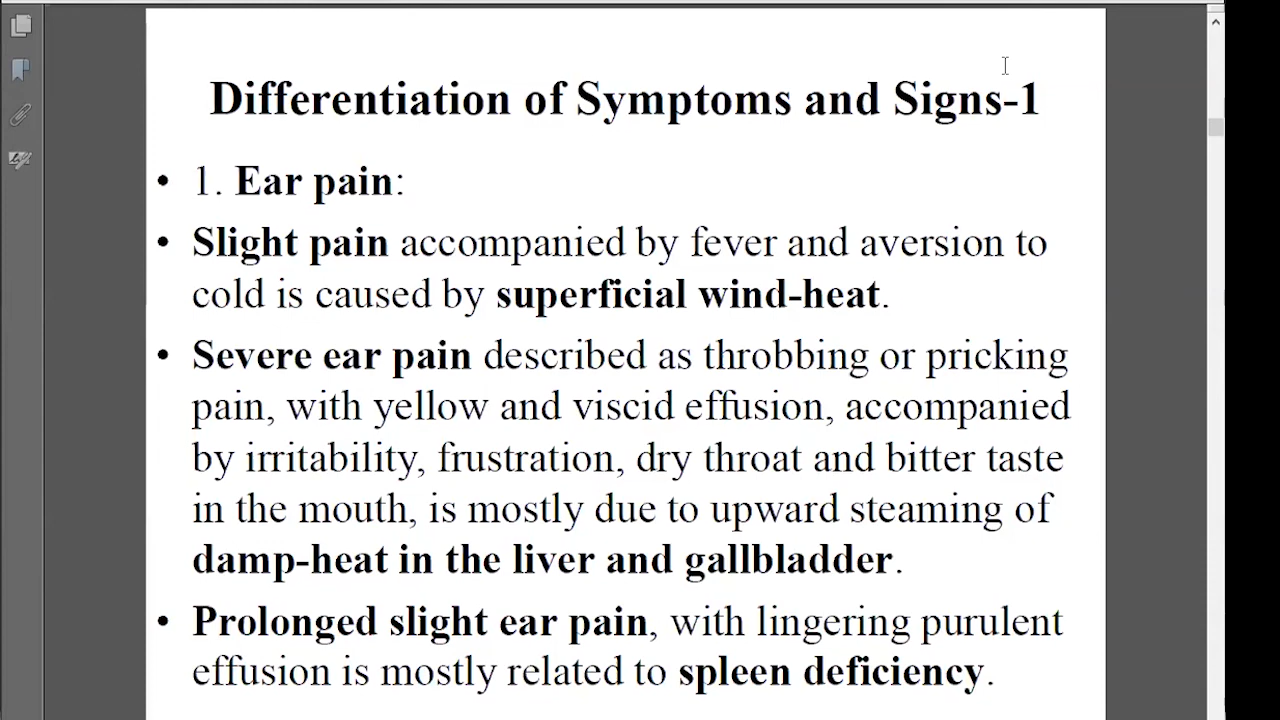 Differentiation of Symptoms and Signs-1
• 1. Ear pain:
• Slight pain accompanied by fever and aversion to
cold is caused by superficial wind-heat.
• Severe ear pain described as throbbing or pricking
pain, with yellow and viscid effusion, accompanied
by irritability, frustration, dry throat and bitter taste
in the mouth, is mostly due to upward steaming of
damp-heat in the liver and gallbladder.
• Prolonged slight ear pain, with lingering purulent
effusion is mostly related to spleen deficiency.